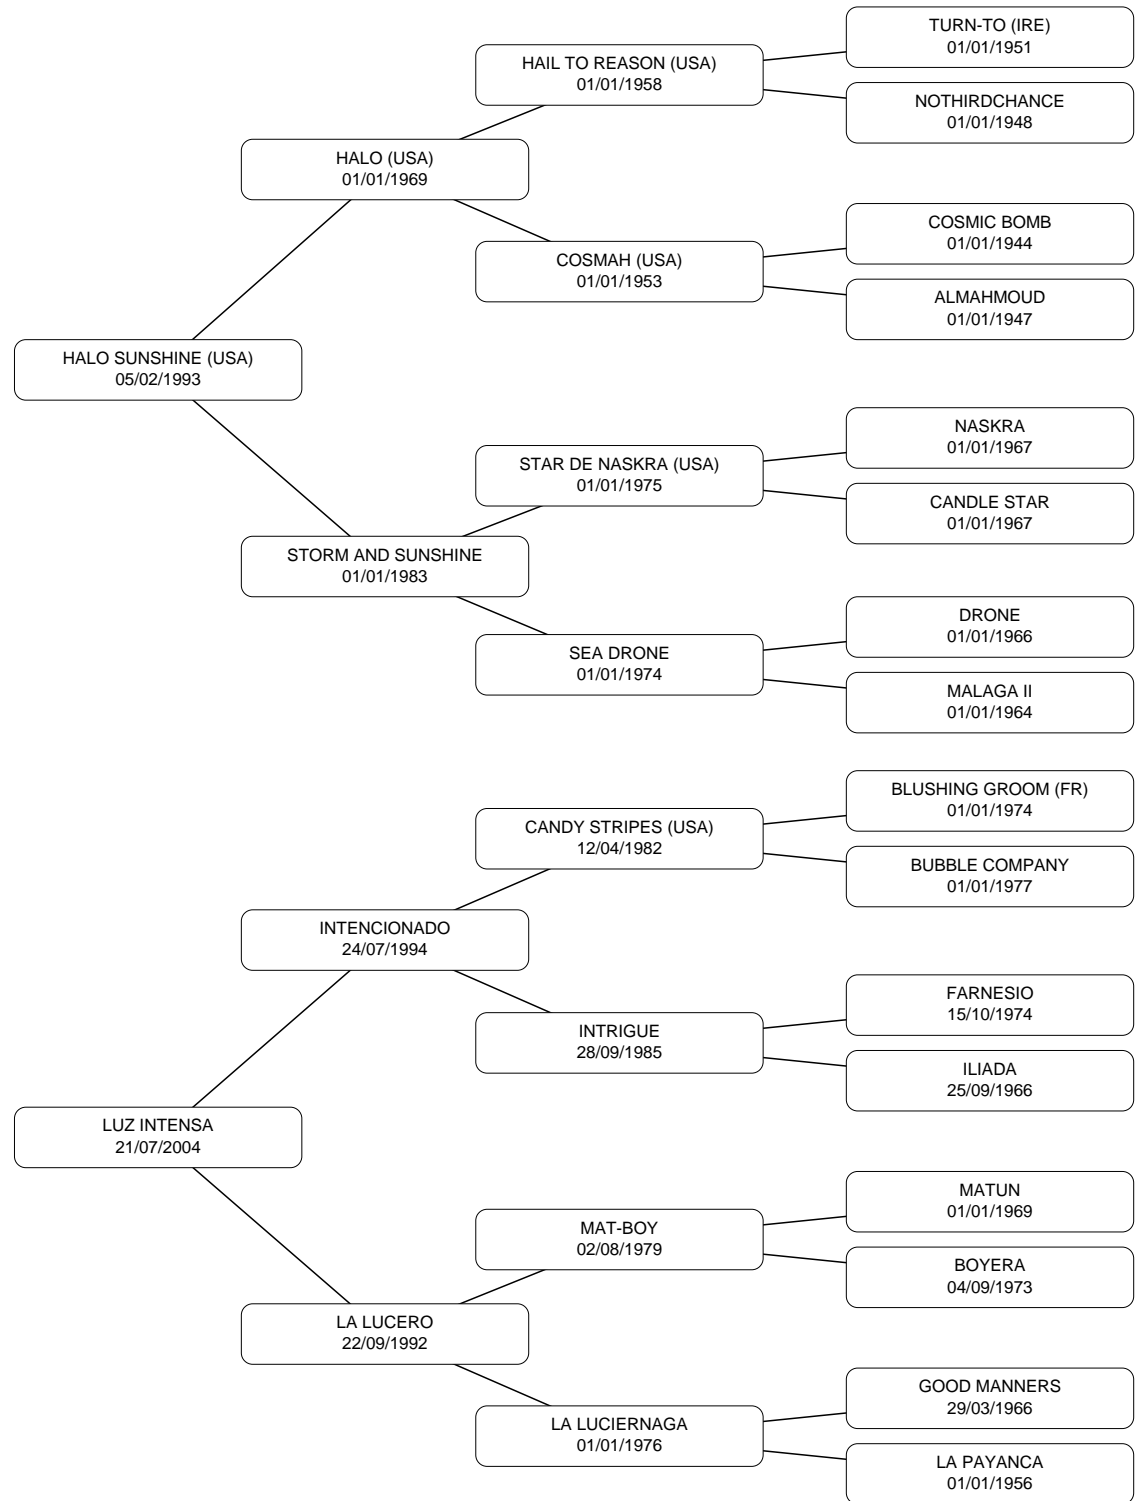 TURN-TO (IRE)
01/01/1951
HAIL TO REASON (USA)
01/01/1958
NOTHIRDCHANCE
01/01/1948
HALO (USA)
01/01/1969
COSMIC BOMB
01/01/1944
COSMAH (USA)
01/01/1953
ALMAHMOUD
01/01/1947
HALO SUNSHINE (USA)
05/02/1993
NASKRA
01/01/1967
STAR DE NASKRA (USA)
01/01/1975
CANDLE STAR
01/01/1967
STORM AND SUNSHINE
01/01/1983
DRONE
01/01/1966
SEA DRONE
01/01/1974
MALAGA II
01/01/1964
BLUSHING GROOM (FR)
01/01/1974
CANDY STRIPES (USA)
12/04/1982
BUBBLE COMPANY
01/01/1977
INTENCIONADO
24/07/1994
FARNESIO
15/10/1974
INTRIGUE
28/09/1985
ILIADA
25/09/1966
LUZ INTENSA
21/07/2004
MATUN
01/01/1969
MAT-BOY
02/08/1979
BOYERA
04/09/1973
LA LUCERO
22/09/1992
GOOD MANNERS
29/03/1966
LA LUCIERNAGA
01/01/1976
LA PAYANCA
01/01/1956